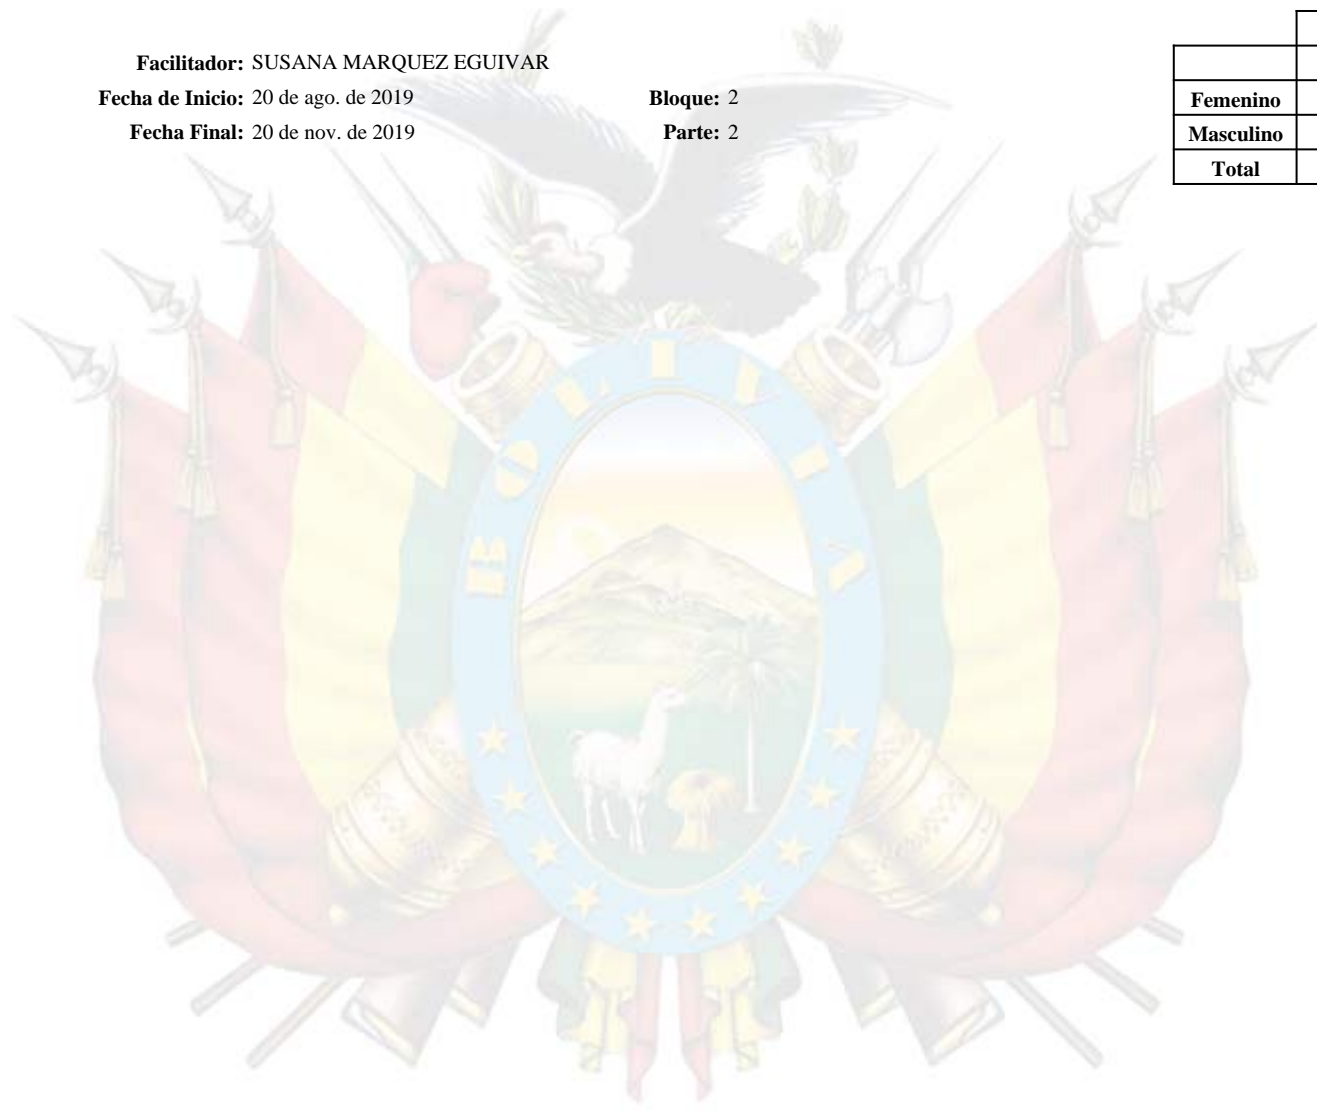 Facilitador: SUSANA MARQUEZ EGUIVAR
Fecha de Inicio: 20 de ago. de 2019 Bloque: 2
Fecha Final: 20 de nov. de 2019 Parte: 2
Femenino
Masculino
Total
BOLIVIA